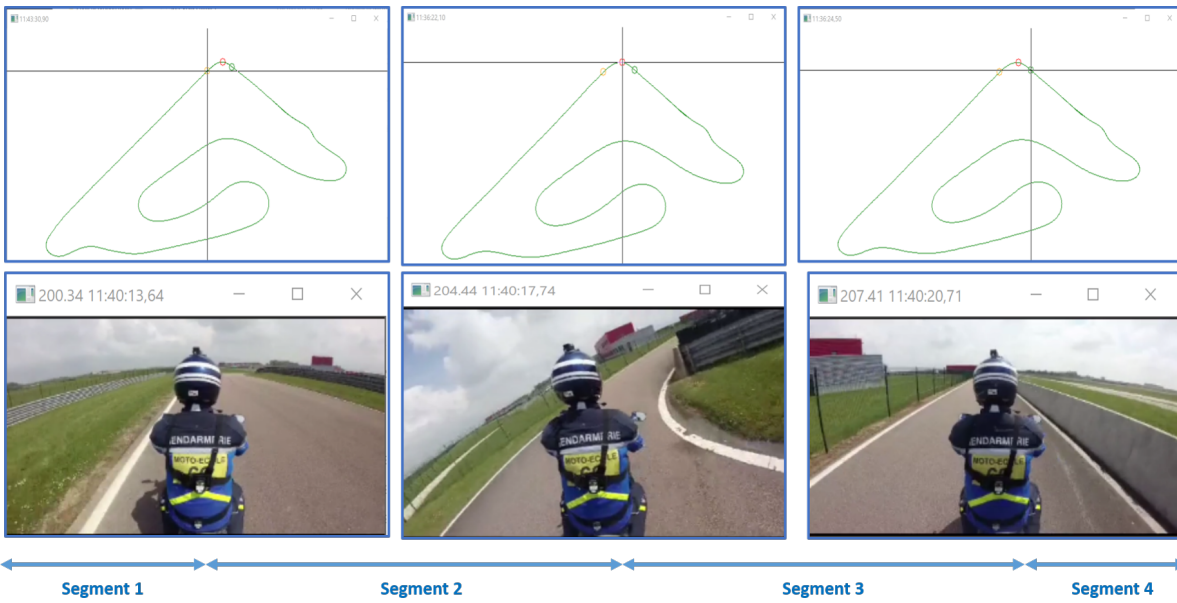 11:43:30,90
11:36:22,10
11:36:24,50
200.34 11:40:13,64
204.44 11:40:17,74
207.41 11:40:20,71
ENDARMERIE
MOTO-ECOLE
ENDARMERIE
MOTO-ECOLE
ENDARMERIE
MOTO-ECOLE
Segment 1
Segment 2
Segment 3
Segment 4